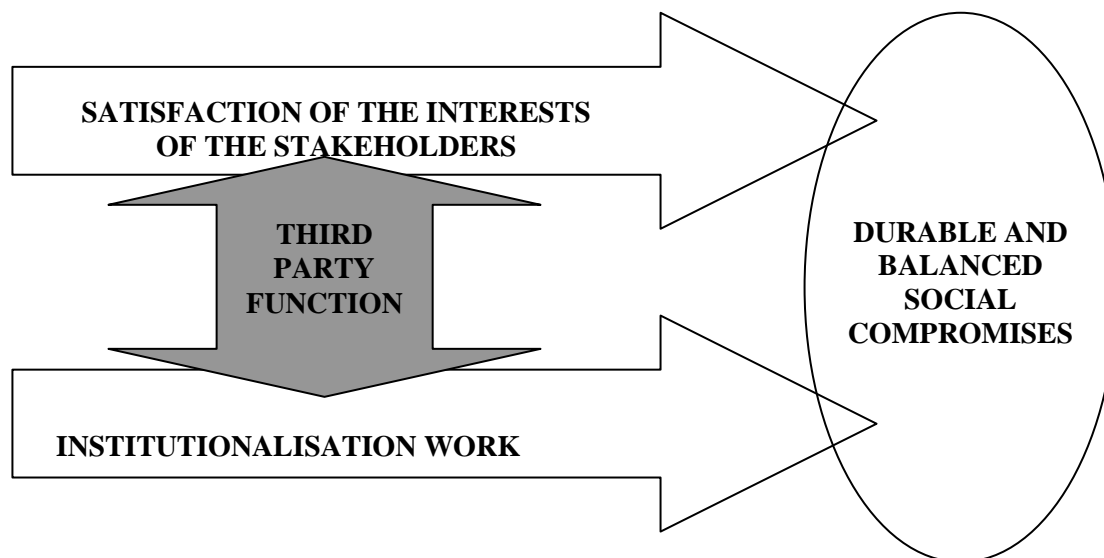 SATISFACTION OF THE INTERESTS
OF THE STAKEHOLDERS
THIRD
PARTY
FUNCTION
DURABLE AND
BALANCED
SOCIAL
COMPROMISES
INSTITUTIONALISATION WORK